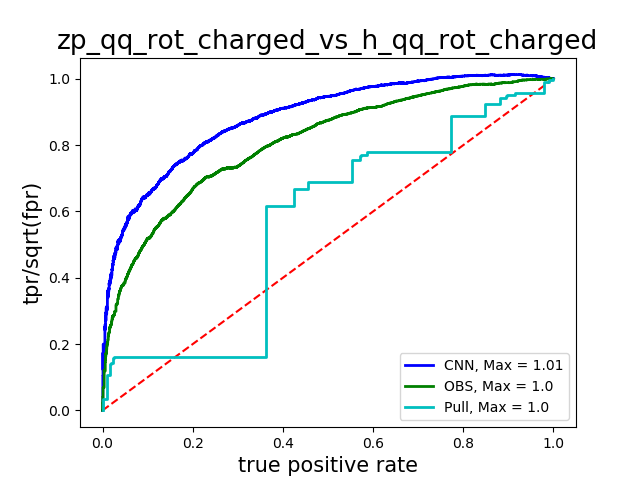 zp_qq_rot_charged_vs_h_qq_rot_charged
tpr/sqrt(fpr)
1.0
0.8
0.6
0.4
0.2
0.0
CNN, Max = 1.01
OBS, Max = 1.0
Pull, Max = 1.0
0.0 0.2 0.4 0.6 0.8 1.0
true positive rate